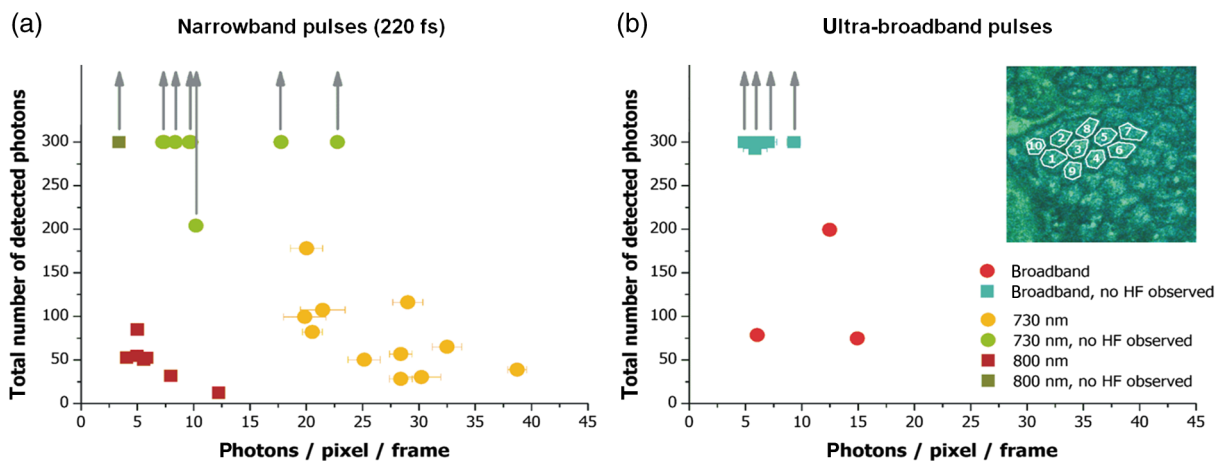 (a)
Narrowband pulses (220 fs)
Total number of detected photons
300
250
200
150
100
50
0
0 5 10 15 20 25 30 35 40 45
Photons / pixel / frame
(b)
Ultra-broadband pulses
Total number of detected photons
300
250
200
150
100
50
0
0 5 10 15 20 25 30 35 40 45
Photons / pixel / frame
8
2 5 7
10 3 6
1 4
9
Broadband
Broadband, no HF observed
730 nm
730 nm, no HF observed
800 nm
800 nm, no HF observed